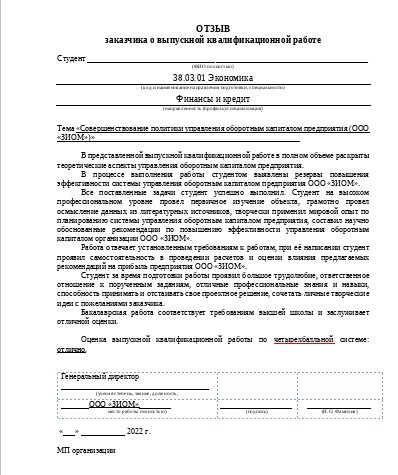 ОТЗЫВ
заказчика о выпускной квалификационной работе
Студент
(ФИО полностью)
38.03.01 Экономика
(код и наименование направления подготовки, специальности)
Финансы и кредит
(направленность (профиль)/специализация)
Тема «Совершенствование политики управления оборотным капиталом предприятия (ООО
«ЗИОМ»)»
В представленной выпускной квалификационной работе в полном объеме раскрыты
теоретические аспекты управления оборотным капиталом предприятия.
В процессе выполнения работы студентом выявлены резервы повышения
эффективности системы управления оборотным капиталом предприятия ООО «ЗИОМ».
Все поставленные задачи студент успешно выполнил. Студент на высоком
профессиональном уровне провел первичное изучение объекта, грамотно провел
осмысление данных из литературных источников, творчески применил мировой опыт по
планированию системы управления оборотным капиталом предприятия, составил научно
обоснованные рекомендации по повышению эффективности управления оборотным
капиталом организации ООО «ЗИОМ».
Работа отвечает установленным требованиям к работам, при её написании студент
проявил самостоятельность в проведении расчетов и оценки влияния предлагаемых
рекомендаций на прибыль предприятия ООО «ЗИОМ».
Студент за время подготовки работы проявил большое трудолюбие, ответственное
отношение к порученным заданиям, отличные профессиональные знания и навыки,
способность принимать и отстаивать свое проектное решение, сочетать личные творческие
идеи с пожеланиями заказчика.
Бакалаврская работа соответствует требованиям высшей школы и заслуживает
отличной оценки.
Оценка выпускной квалификационной работы по четырехбалльной системе:
отлично.
Генеральный директор
(ученая степень, звание, должность,
ООО «ЗИОМ»
место работы полностью)
(подпись)
(И. О. Фамилия)
«___» ___________ 2022 г.
МП организации